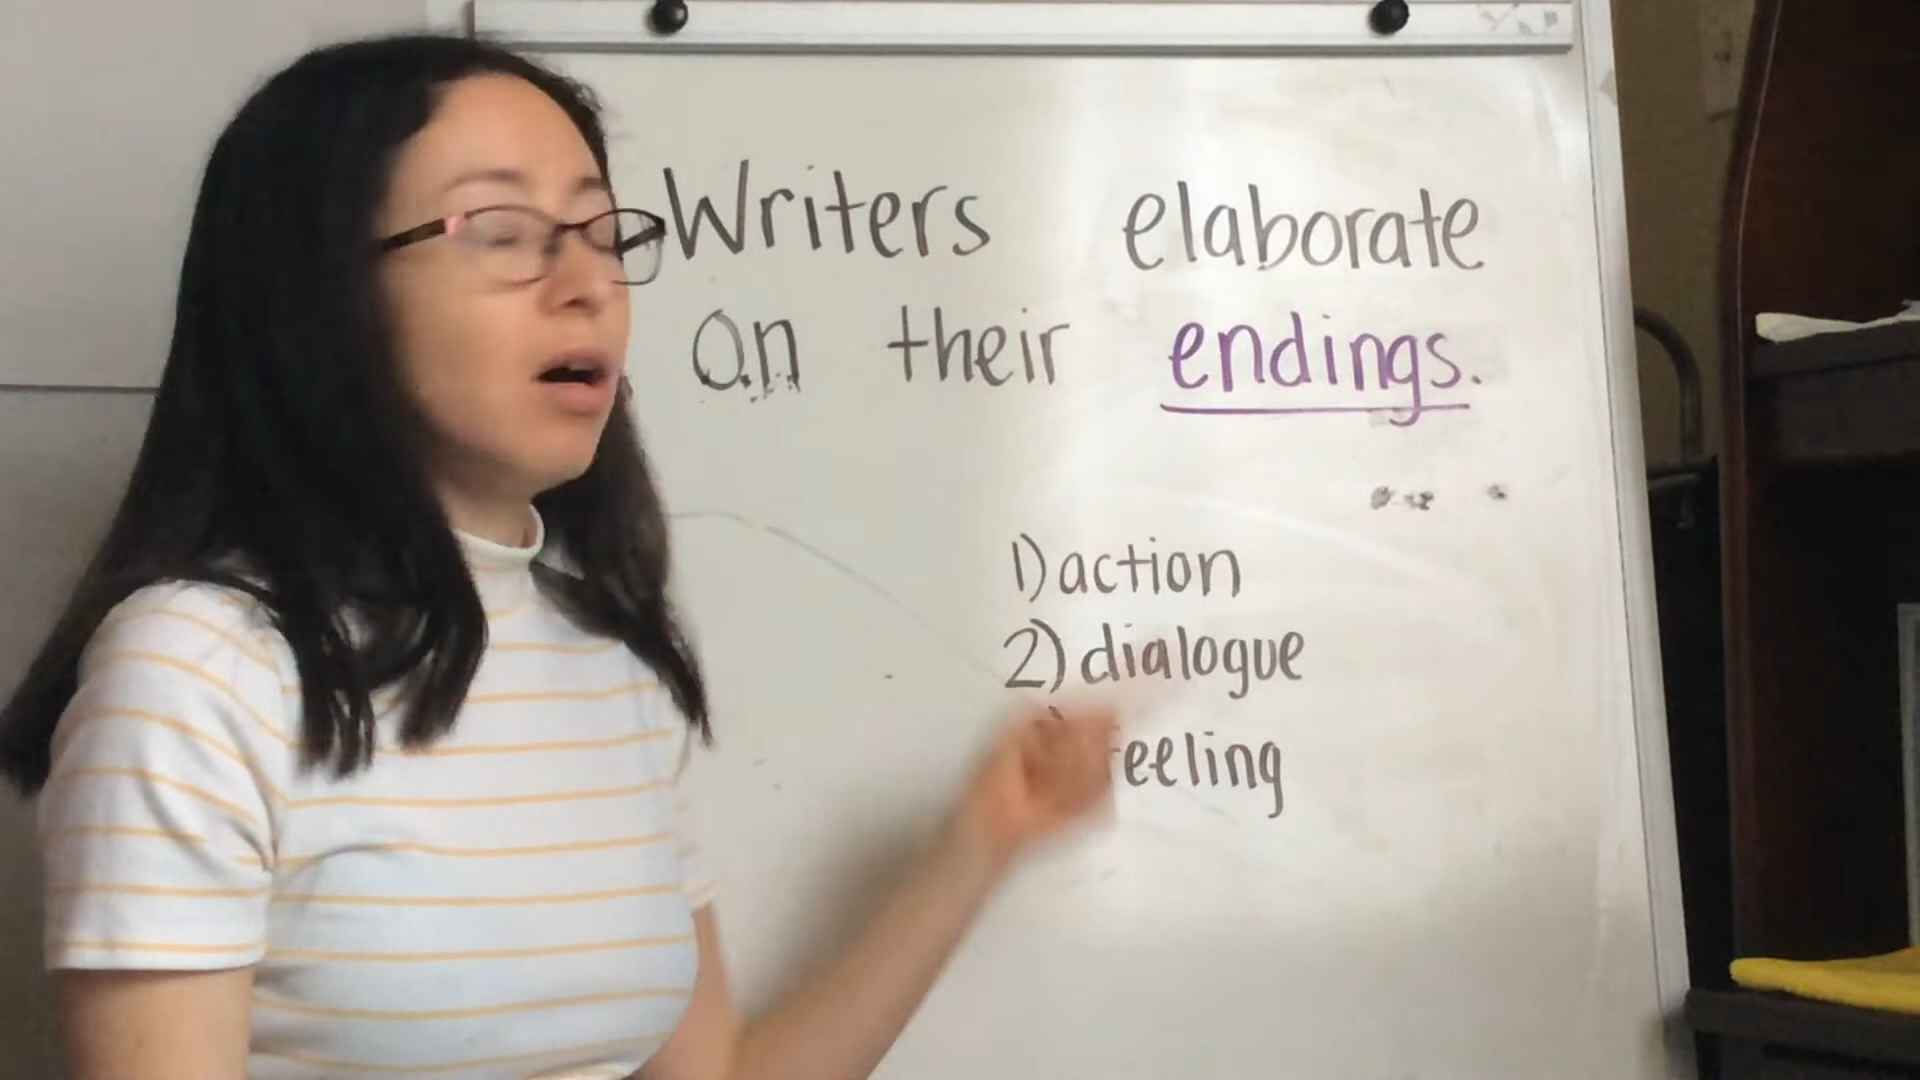 Writers elaborate
on their endings.
1) action
2) dialogue
feeling